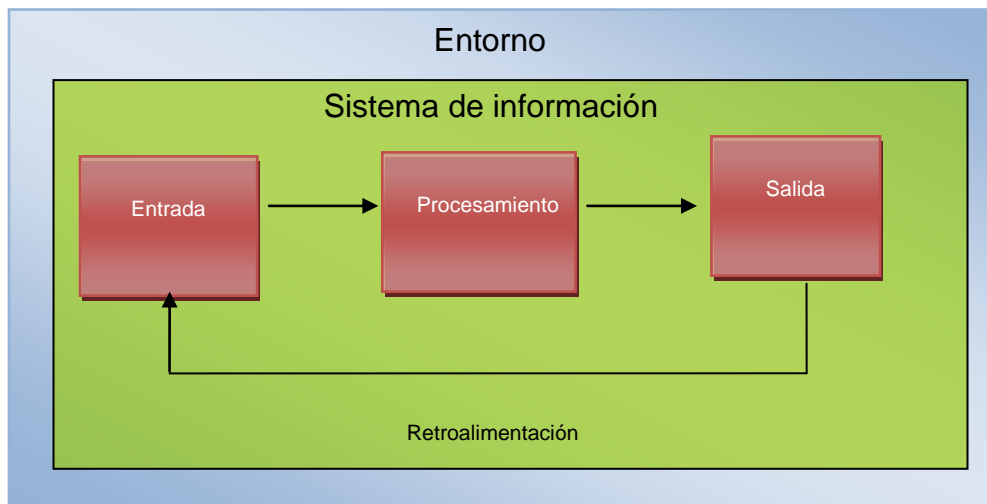 Entorno
Sistema de información
Entrada
Procesamiento
Salida
Retroalimentación